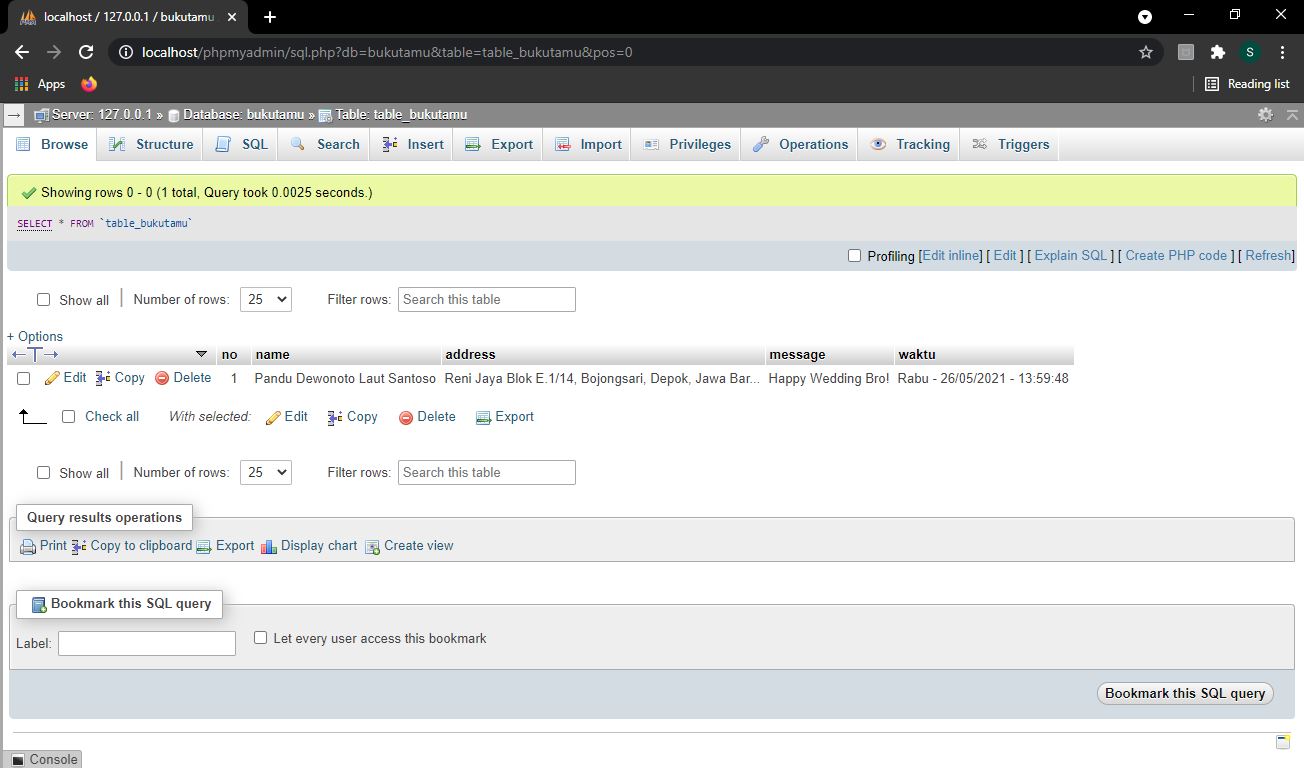 localhost / 127.0.0.1 / bukutamu
localhost/phpmyadmin/sql.php?db=bukutamu&table=table_bukutamu&pos=0
S
Apps
Reading list
Server: 127.0.0.1 » Database: bukutamu » Table: table_bukutamu
Browse Structure SQL Search Insert Export Import Privileges Operations Tracking Triggers
Showing rows 0 - 0 (1 total, Query took 0.0025 seconds.)
SELECT * FROM `table_bukutamu`
Profiling [Edit inline] [ Edit ] [ Explain SQL ] [ Create PHP code ] [ Refresh]
Show all Number of rows: 25 Filter rows: Search this table
+ Options
←T→ no name address message waktu
Edit Copy Delete 1 Pandu Dewonoto Laut Santoso Reni Jaya Blok E.1/14, Bojongsari, Depok, Jawa Bar... Happy Wedding Bro! Rabu - 26/05/2021 - 13:59:48
Check all With selected: Edit Copy Delete Export
Show all Number of rows: 25 Filter rows: Search this table
Query results operations
Print Copy to clipboard Export Display chart Create view
Bookmark this SQL query
Label: Let every user access this bookmark
Bookmark this SQL query
Console